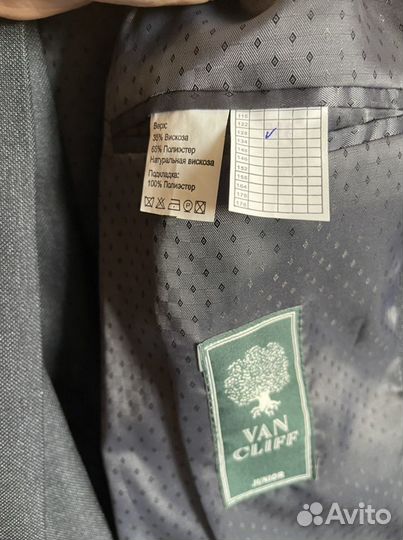 Верх:
35% Вискоза
65% Полиэстер
Натуральная вискоза
Подкладка:
100% Полиэстер
116
122
128
134
140
146
152
158
164
170
176
VAN
CLIFF
JUNIOR
Avito